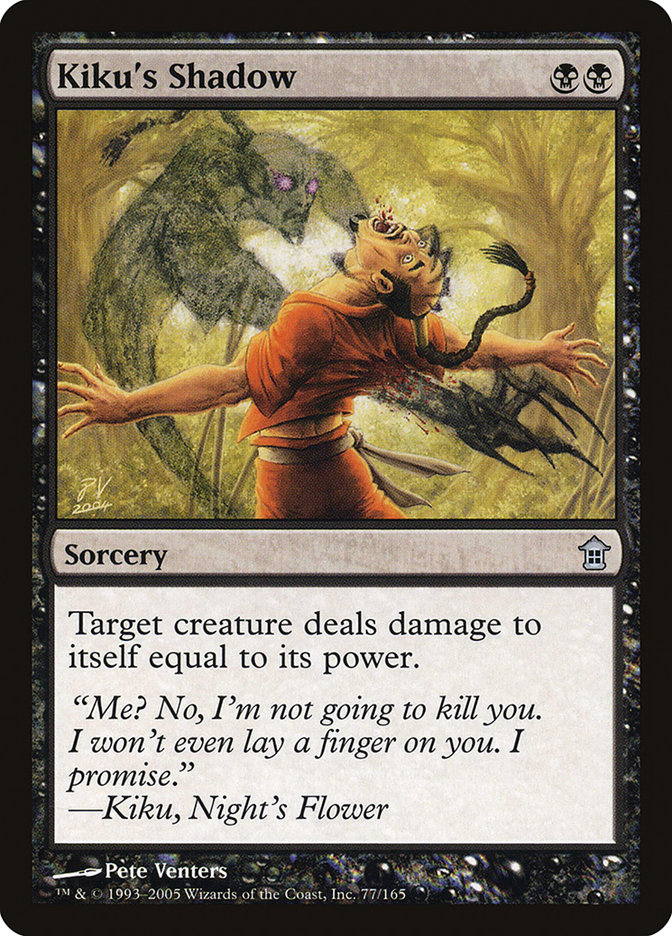 Kiku's Shadow
PV
2004
Sorcery
Target creature deals damage to
itself equal to its power.
“Me? No, I'm not going to kill you.
I won't even lay a finger on you. I
promise.”
—Kiku, Night's Flower
Pete Venters
™ & © 1993–2005 Wizards of the Coast, Inc. 77/165